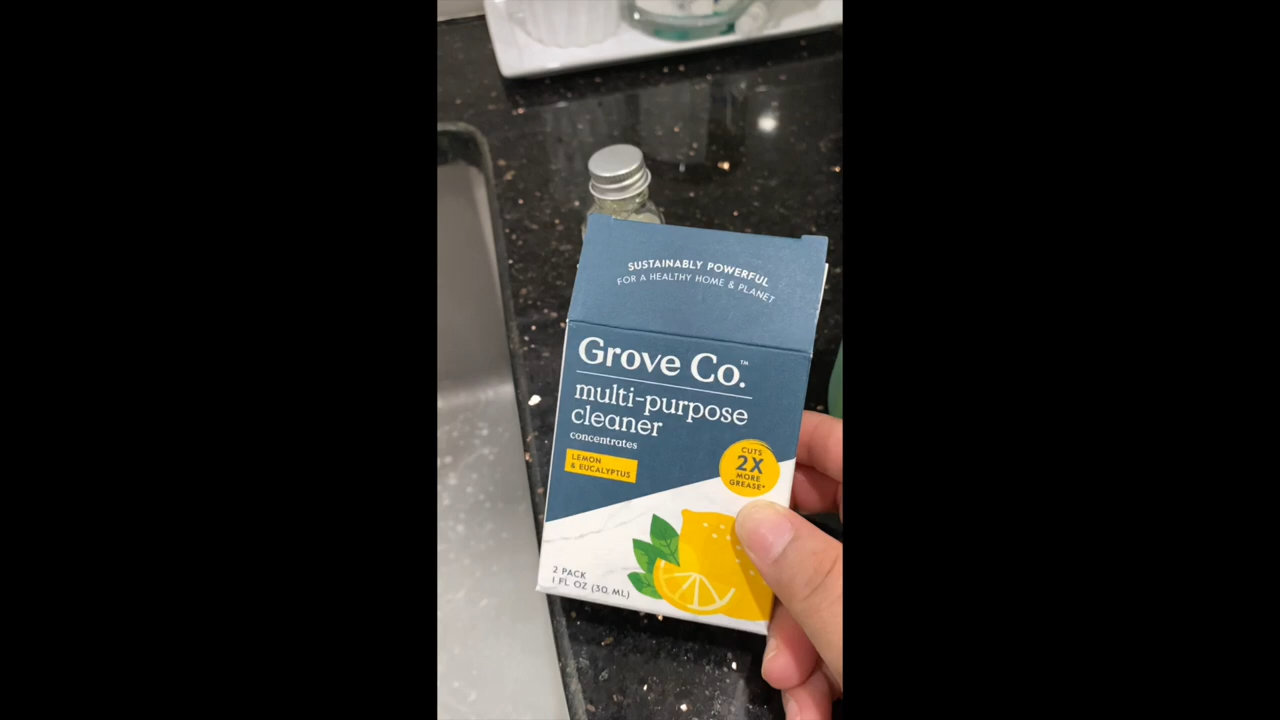 SUSTAINABLY POWERFUL
FOR A HEALTHY HOME & PLANET
Grove Co.™
multi-purpose
cleaner
concentrates
LEMON
& EUCALYPTUS
CUTS
2X
MORE
GREASE*
2 PACK
1 FL OZ (30 ML)